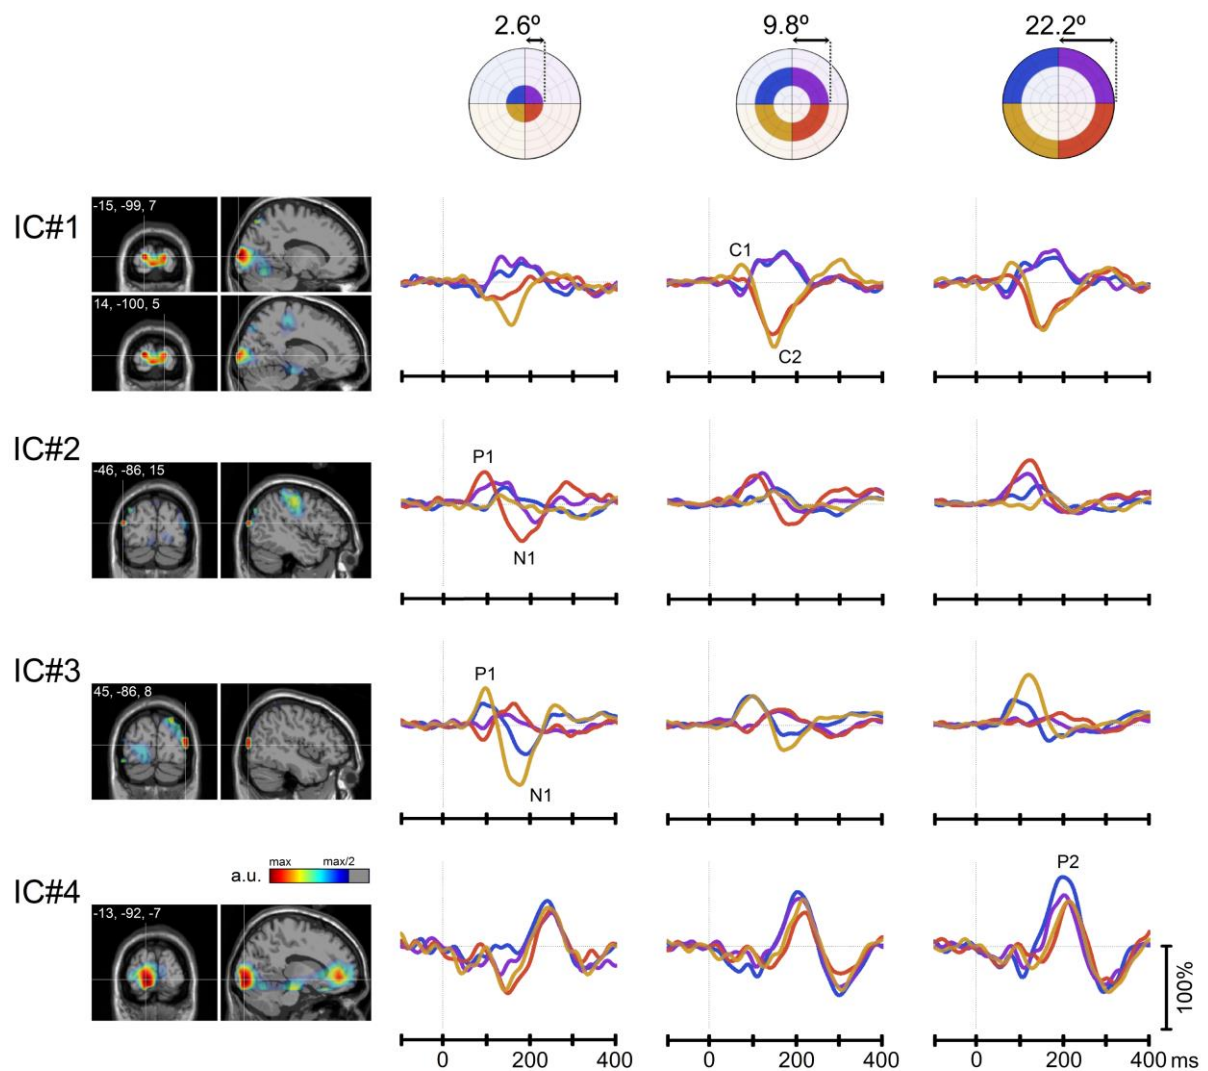 2.6º 9.8º 22.2º
IC#1
-15, -99, 7
14, -100, 5
C1
C2
IC#2
-46, -86, 15
P1
N1
IC#3
45, -86, 8
P1
N1
IC#4
a.u. max max/2
-13, -92, -7
P2
100%
0 200 400 0 200 400 0 200 400 ms